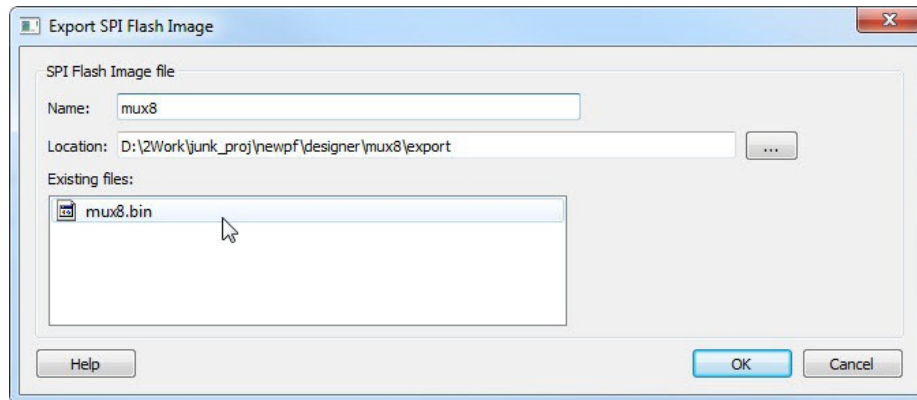 Export SPI Flash Image
SPI Flash Image file
Name: mux8
Location: D:\2Work\junk_proj\newpf\designer\mux8\export ...
Existing files:
mux8.bin
Help OK Cancel